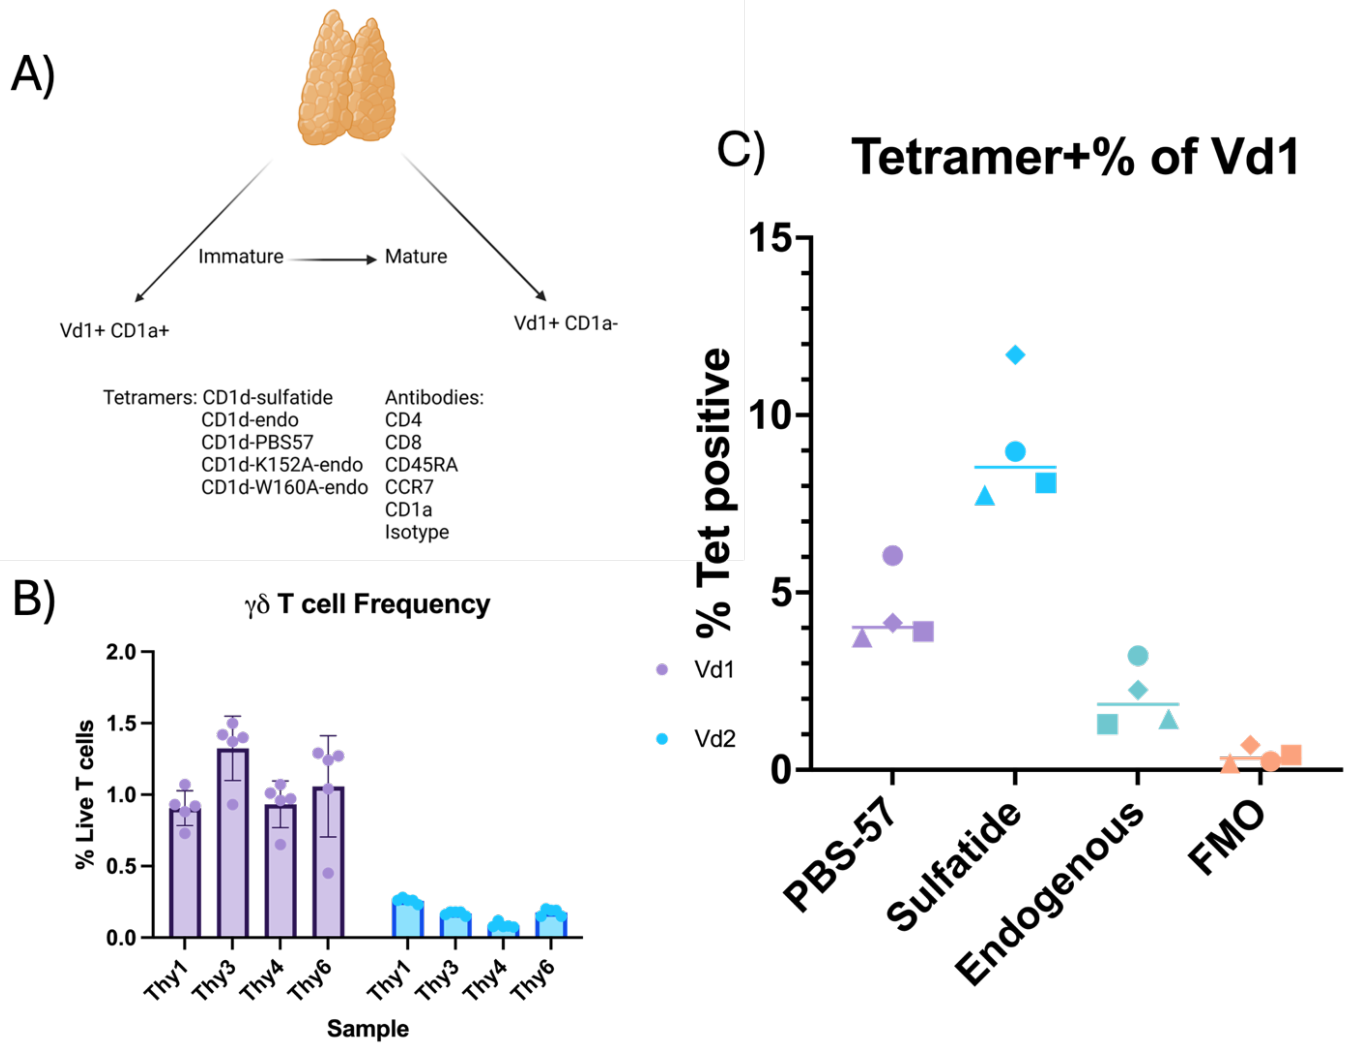 A)
Immature
Mature
Vd1+ CD1a+
Vd1+ CD1a-
Tetramers: CD1d-sulfatide
CD1d-endo
CD1d-PBS57
CD1d-K152A-endo
CD1d-W160A-endo
Antibodies:
CD4
CD8
CD45RA
CCR7
CD1a
Isotype
B)
γδ T cell Frequency
% Live T cells
2.0
1.5
1.0
0.5
0.0
Thy1
Thy3
Thy4
Thy6
Thy1
Thy3
Thy4
Thy6
Sample
Vd1
Vd2
C)
Tetramer+% of Vd1
% Tet positive
15
10
5
0
PBS-57
Sulfatide
Endogenous
FMO